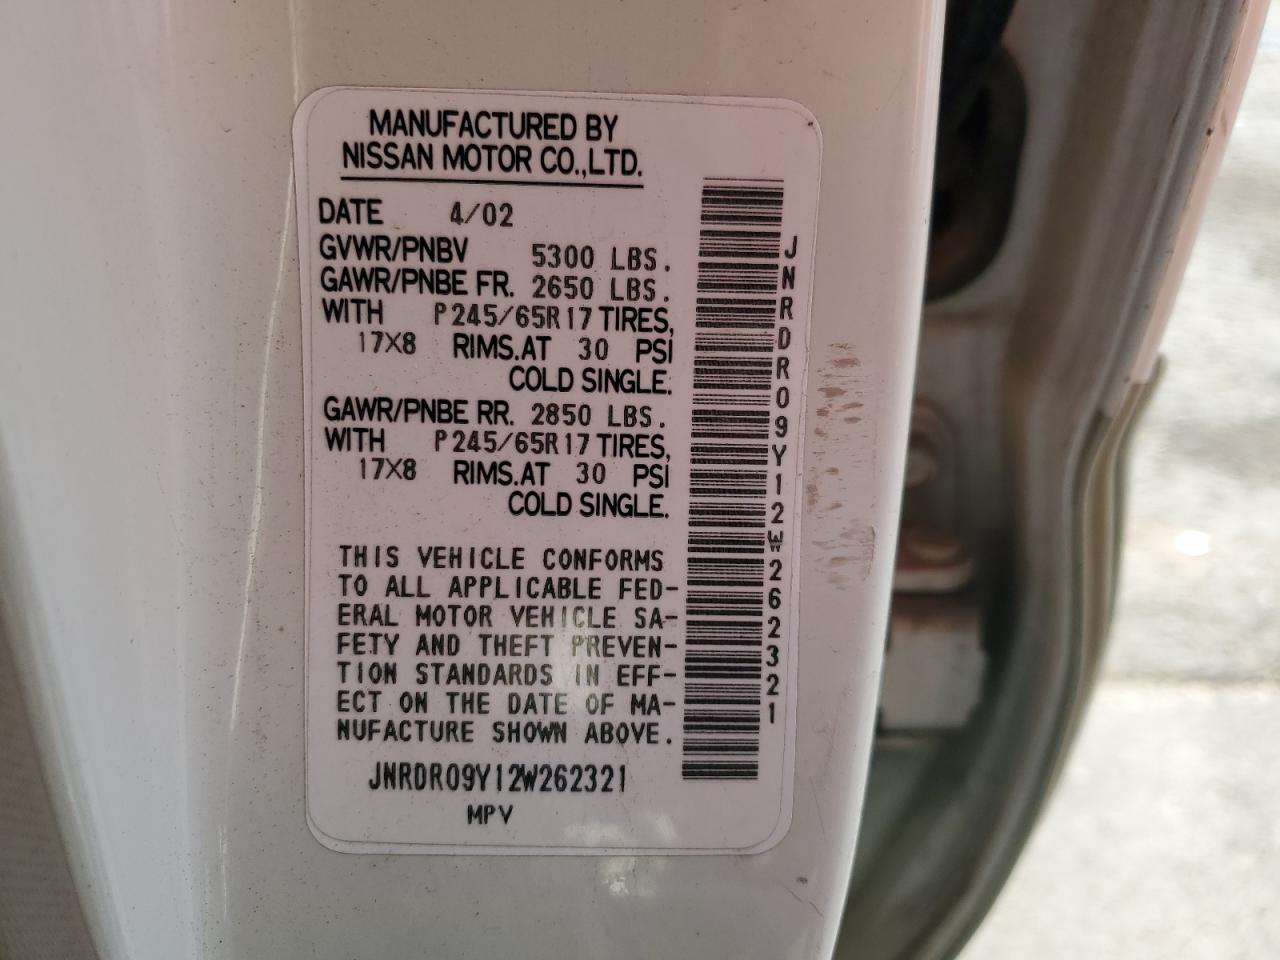 MANUFACTURED BY
NISSAN MOTOR CO.,LTD.
DATE 4/02
GVWR/PNBV 5300 LBS.
GAWR/PNBE FR. 2650 LBS.
WITH P245/65R17 TIRES,
17X8 RIMS.AT 30 PSI
COLD SINGLE.
GAWR/PNBE RR. 2850 LBS.
WITH P245/65R17 TIRES,
17X8 RIMS.AT 30 PSI
COLD SINGLE.
THIS VEHICLE CONFORMS
TO ALL APPLICABLE FED-
ERAL MOTOR VEHICLE SA-
FETY AND THEFT PREVEN-
TION STANDARDS IN EFF-
ECT ON THE DATE OF MA-
NUFACTURE SHOWN ABOVE.
JNRDR09Y12W262321
MPV
JNRDR09Y12W262321